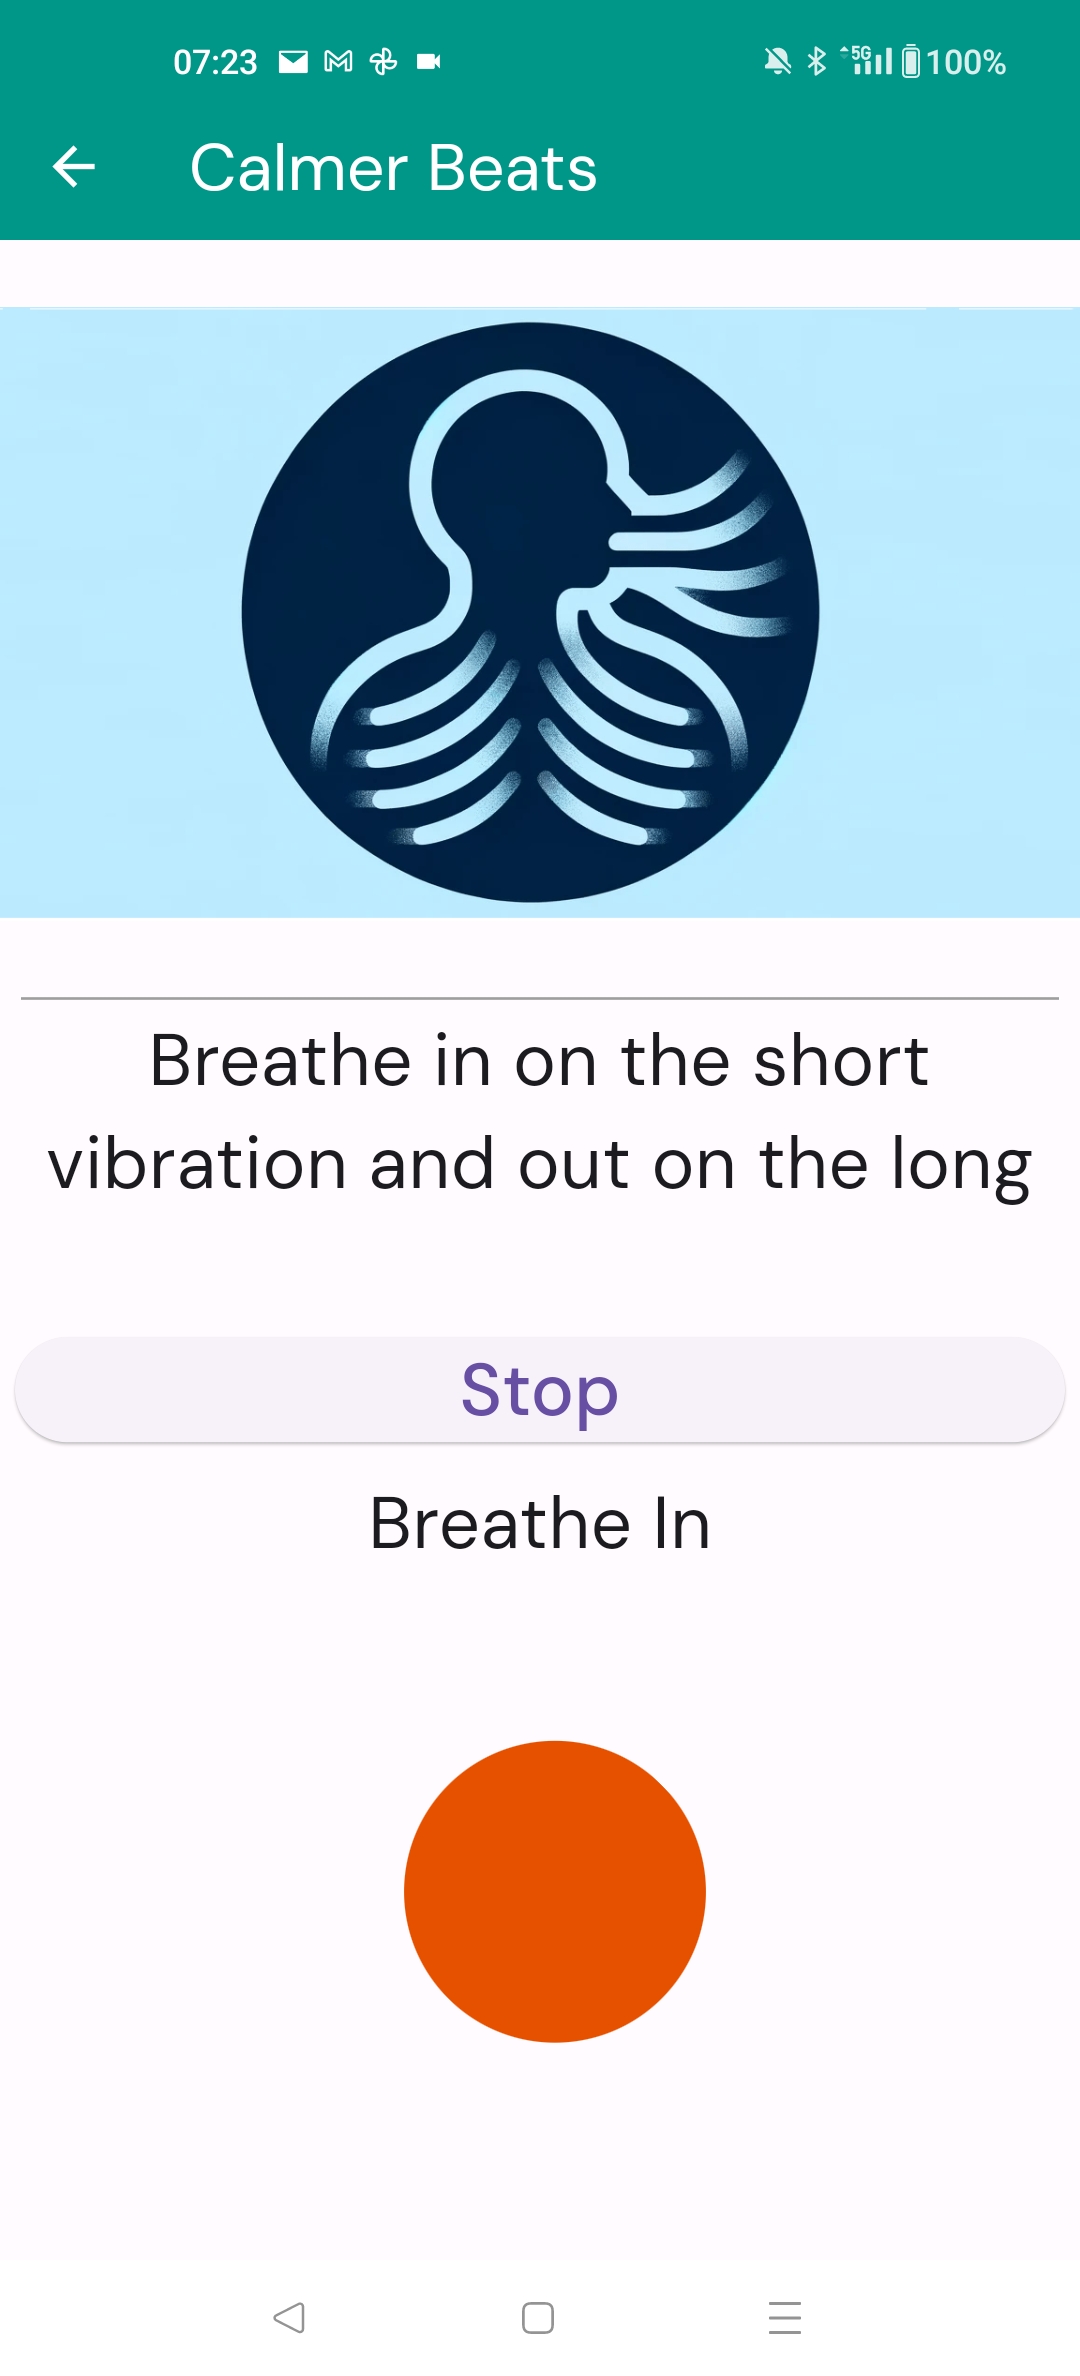 07:23 5G 100%
Calmer Beats
Breathe in on the short
vibration and out on the long
Stop
Breathe In